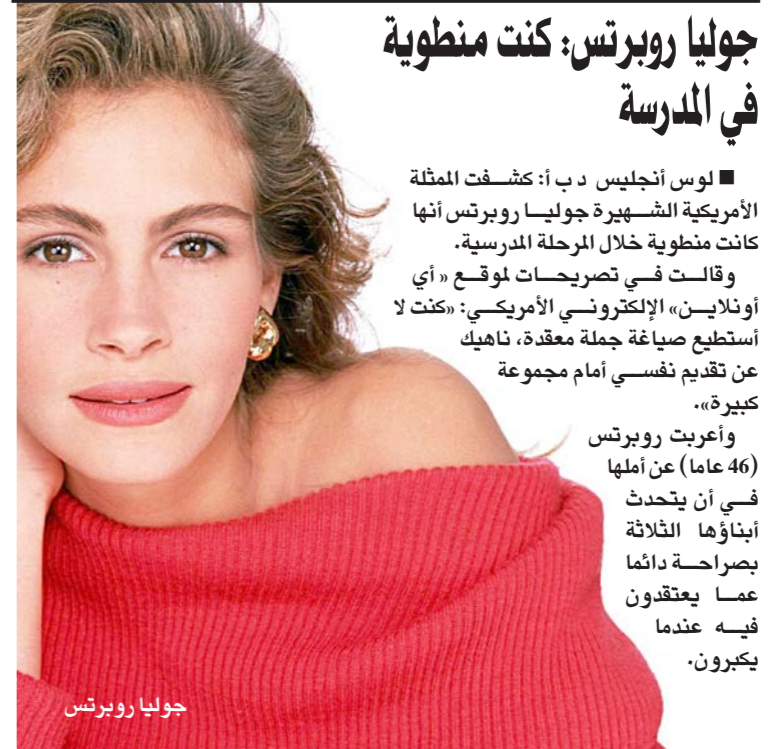 جوليا روبرتس: كنت منطوية
في المدرسة
■ لوس أنجليس د ب أ: كشفت الممثلة
الأمريكية الشهيرة جوليا روبرتس أنها
كانت منطوية خلال المرحلة المدرسية.
وقالت في تصريحات لموقع « أي
أونلاين» الإلكتروني الأمريكي: «كنت لا
أستطيع صياغة جملة معقدة، ناهيك
عن تقديم نفسي أمام مجموعة
كبيرة».
وأعربت روبرتس
(46 عاما) عن أملها
في أن يتحدث
أبناؤها الثلاثة
بصراحة دائما
عما يعتقدون
فيه عندما
يكبرون.
جوليا روبرتس